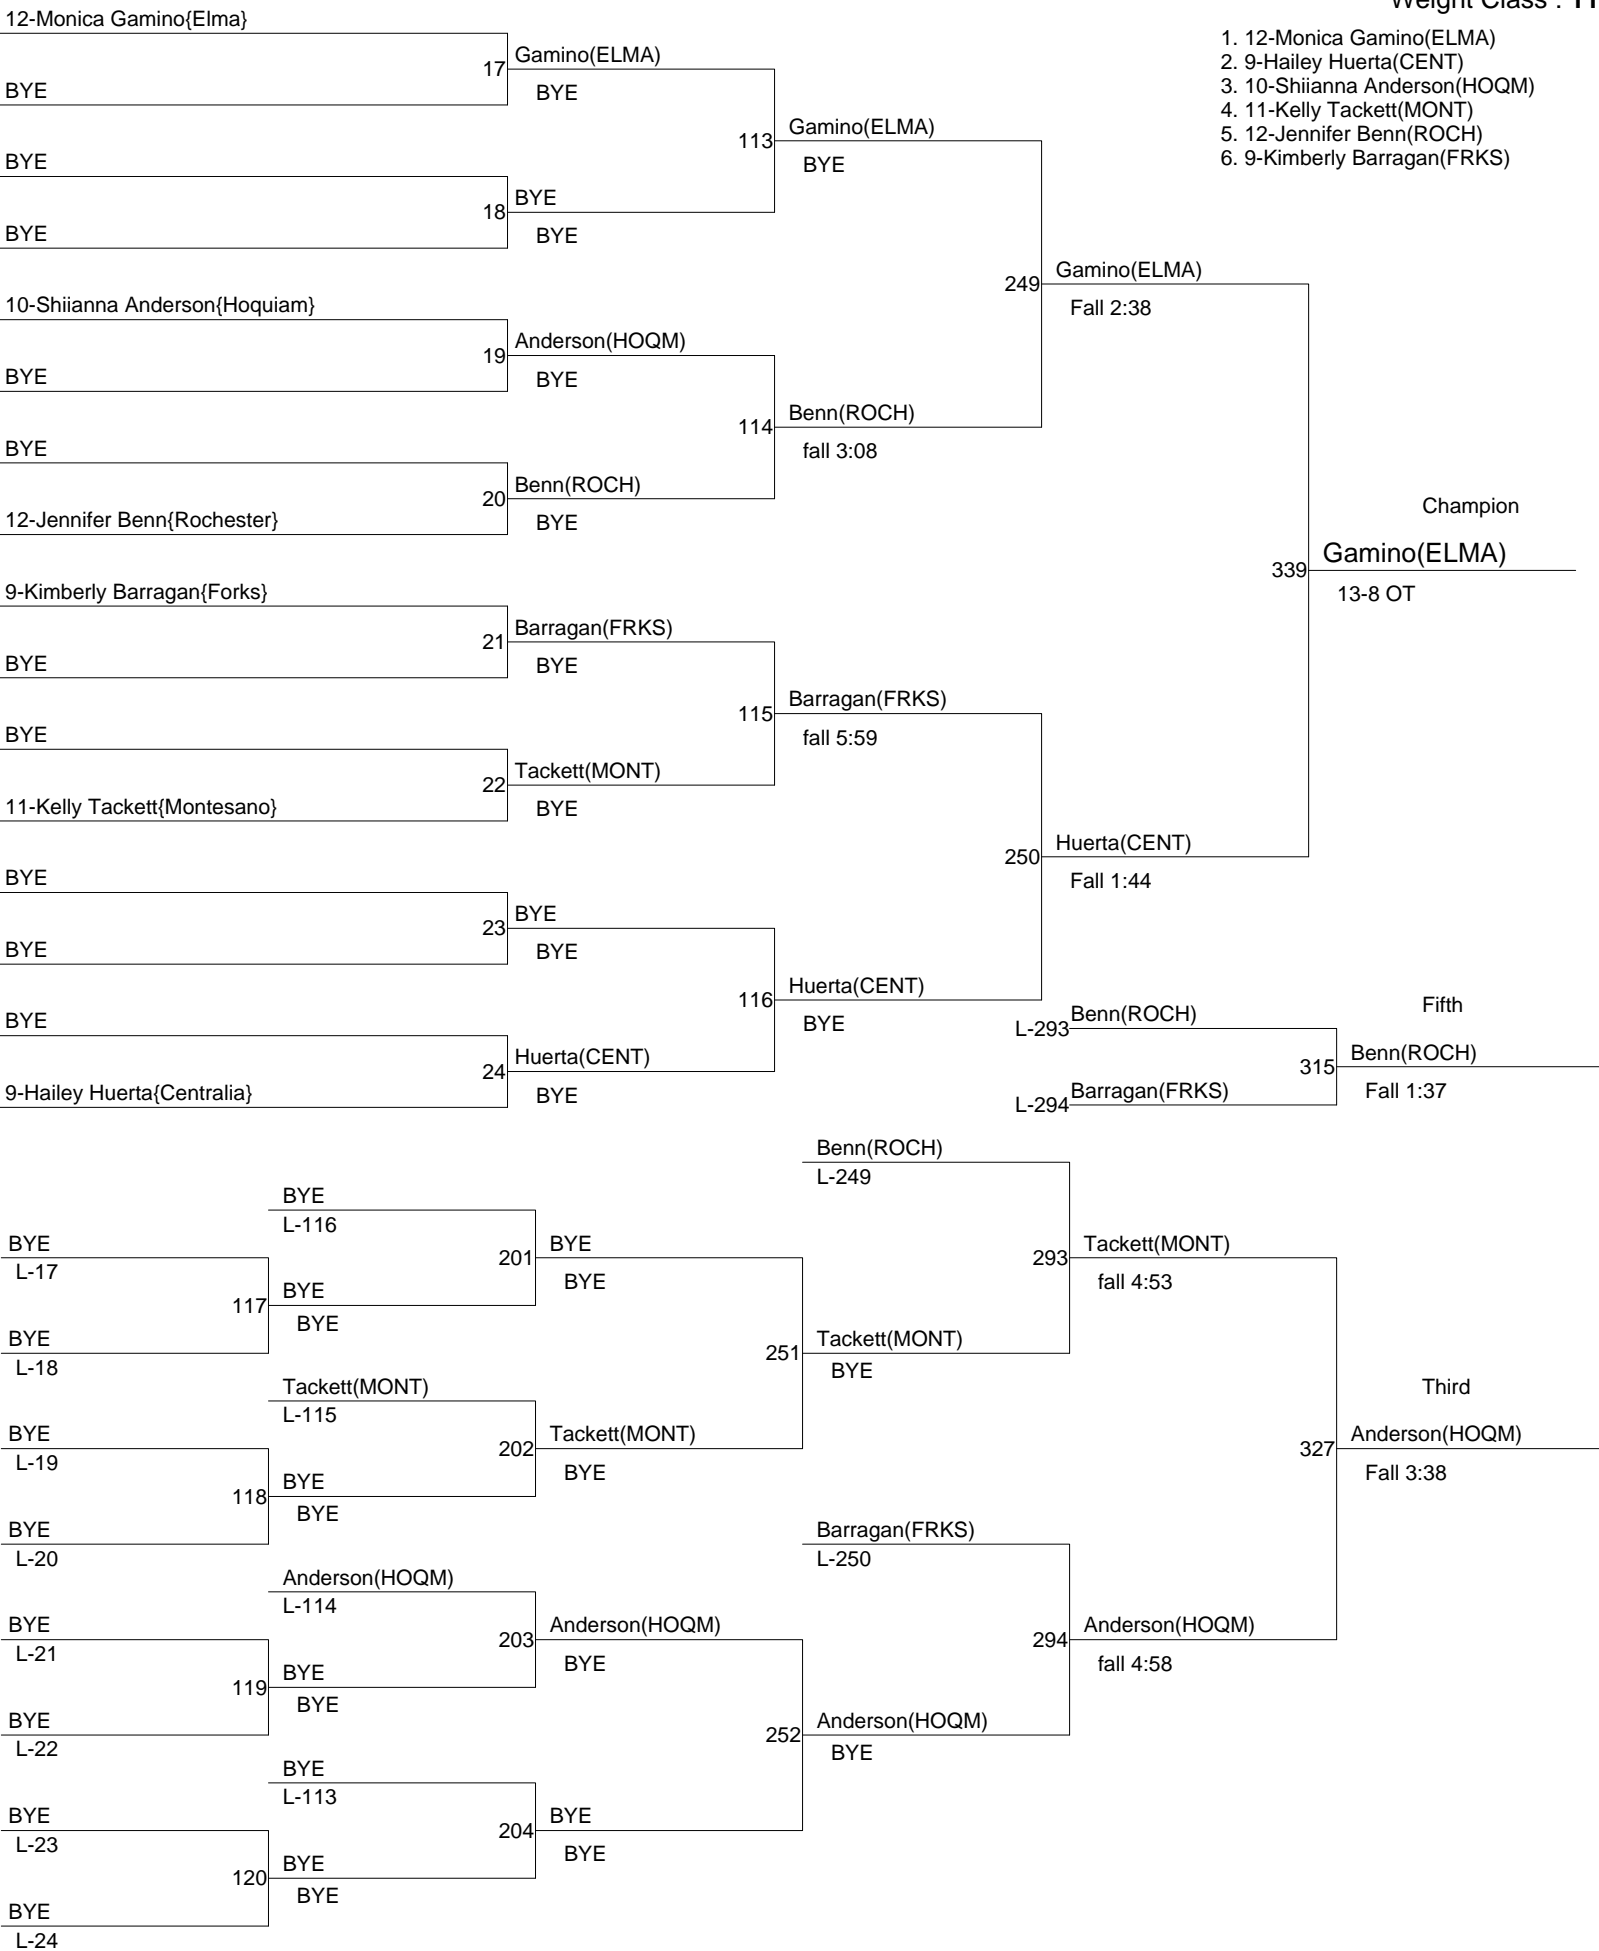 Weight Class :
1. 12-Monica Gamino(ELMA)
2. 9-Hailey Huerta(CENT)
3. 10-Shiianna Anderson(HOQM)
4. 11-Kelly Tackett(MONT)
5. 12-Jennifer Benn(ROCH)
6. 9-Kimberly Barragan(FRKS)
12-Monica Gamino{Elma}
17
Gamino(ELMA)
BYE
BYE
113
Gamino(ELMA)
BYE
BYE
18
BYE
BYE
BYE
249
Gamino(ELMA)
Fall 2:38
10-Shiianna Anderson{Hoquiam}
19
Anderson(HOQM)
BYE
BYE
114
Benn(ROCH)
fall 3:08
BYE
20
Benn(ROCH)
BYE
12-Jennifer Benn{Rochester}
Champion
339
Gamino(ELMA)
13-8 OT
9-Kimberly Barragan{Forks}
21
Barragan(FRKS)
BYE
BYE
115
Barragan(FRKS)
fall 5:59
BYE
22
Tackett(MONT)
BYE
11-Kelly Tackett{Montesano}
250
Huerta(CENT)
Fall 1:44
BYE
23
BYE
BYE
BYE
116
Huerta(CENT)
BYE
BYE
24
Huerta(CENT)
BYE
9-Hailey Huerta{Centralia}
Fifth
L-293
Benn(ROCH)
315
Benn(ROCH)
Fall 1:37
L-294
Barragan(FRKS)
Benn(ROCH)
L-249
BYE
L-116
BYE
L-17
201
BYE
BYE
293
Tackett(MONT)
fall 4:53
117
BYE
BYE
BYE
L-18
251
Tackett(MONT)
BYE
Tackett(MONT)
L-115
Third
BYE
L-19
202
Tackett(MONT)
BYE
327
Anderson(HOQM)
Fall 3:38
118
BYE
BYE
BYE
L-20
Barragan(FRKS)
L-250
Anderson(HOQM)
L-114
BYE
L-21
203
Anderson(HOQM)
BYE
294
Anderson(HOQM)
fall 4:58
119
BYE
BYE
BYE
L-22
252
Anderson(HOQM)
BYE
BYE
L-113
BYE
L-23
204
BYE
BYE
120
BYE
BYE
BYE
L-24